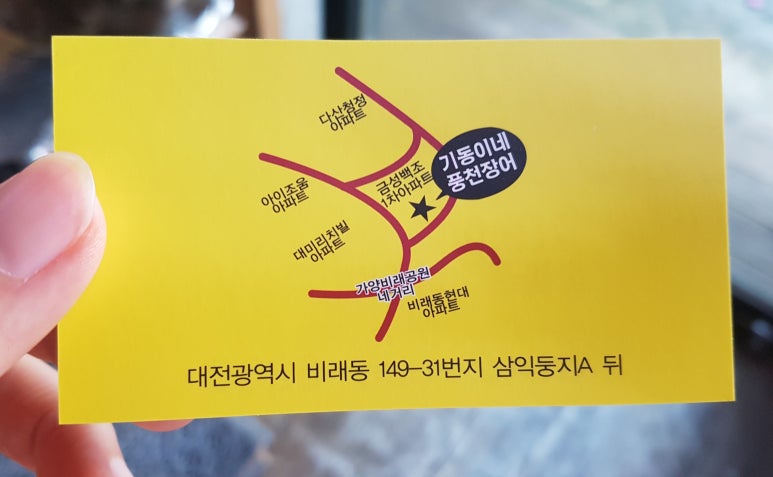 다산청정
아파트
기동이네
풍천장어
아이조움
아파트
금성백조
1차아파트
대미리치빌
아파트
가양비래공원
네거리
비래동현대
아파트
대전광역시 비래동 149-31번지 삼익둥지A 뒤